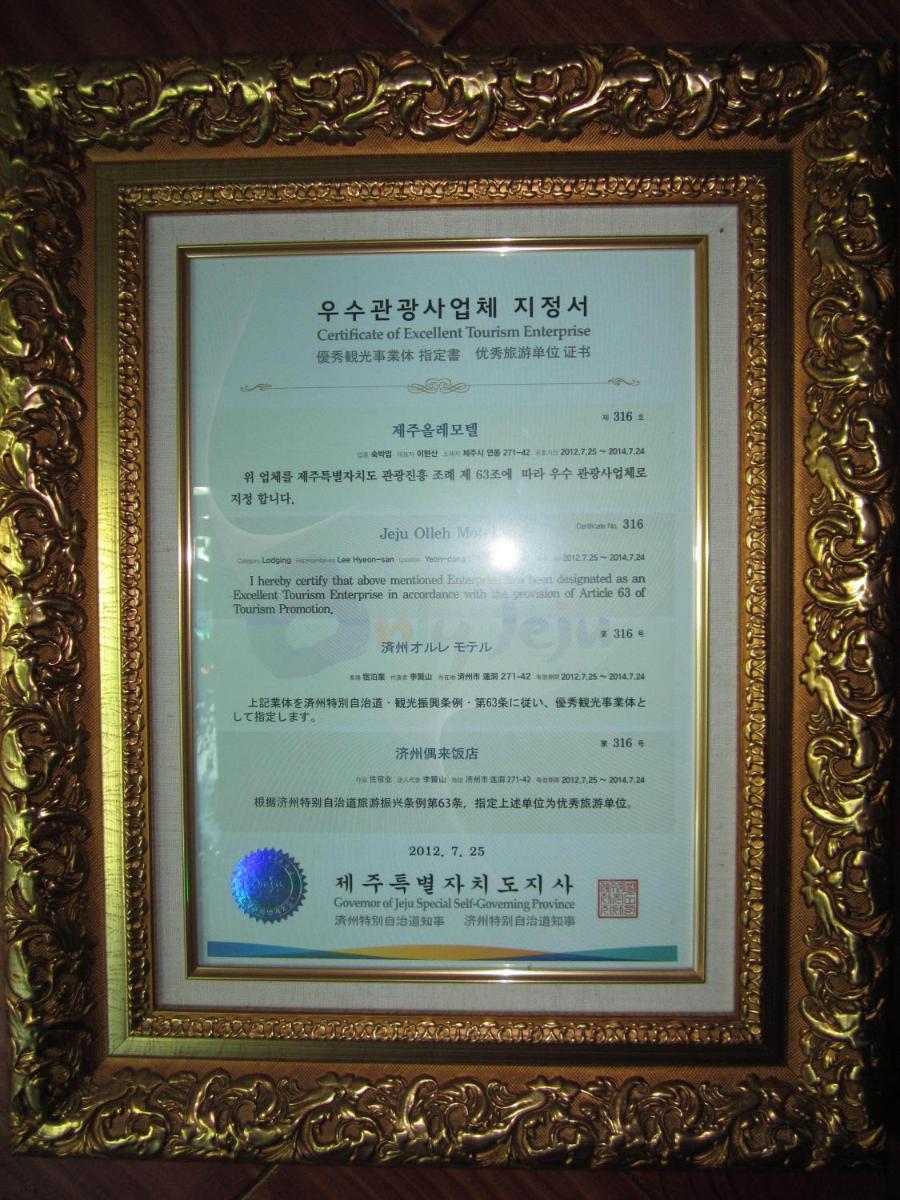 우수관광사업체 지정서
Certificate of Excellent Tourism Enterprise
優秀観光事業体 指定書 优秀旅游单位 证书
제 316 호
제주올레모텔
업종 숙박업 대표자 이현산 소재지 제주시 연동 271-42 유효기간 2012.7.25 ~ 2014.7.24
위 업체를 제주특별자치도 관광진흥 조례 제 63조에 따라 우수 관광사업체로
지정 합니다.
Certificate No. 316
Jeju Olleh Motel
Category Lodging Representative Lee Hyeon-san Location Yeon-dong 2012.7.25 ~ 2014.7.24
I hereby certify that above mentioned Enterprise has been designated as an
Excellent Tourism Enterprise in accordance with the provision of Article 63 of
Tourism Promotion.
Only Jeju
第 316 号
済州オルレ モテル
業種 宿泊業 代表者 李賢山 所在地 済州市 蓮洞 271-42 有効期間 2012.7.25 ~ 2014.7.24
上記業体を済州特別自治道・観光振興条例・第63条に従い、優秀観光事業体と
して指定します。
第 316 号
济州偶来饭店
行业 住宿业 法人代表 李賢山 地址 济州市 莲洞 271-42 有效期限 2012.7.25 ~ 2014.7.24
根据济州特别自治道旅游振兴条例第63条，指定上述单位为优秀旅游单位。
2012. 7. 25
제주특별자치도지사
Governor of Jeju Special Self-Governing Province
済州特別自治道知事 济州特别自治道知事